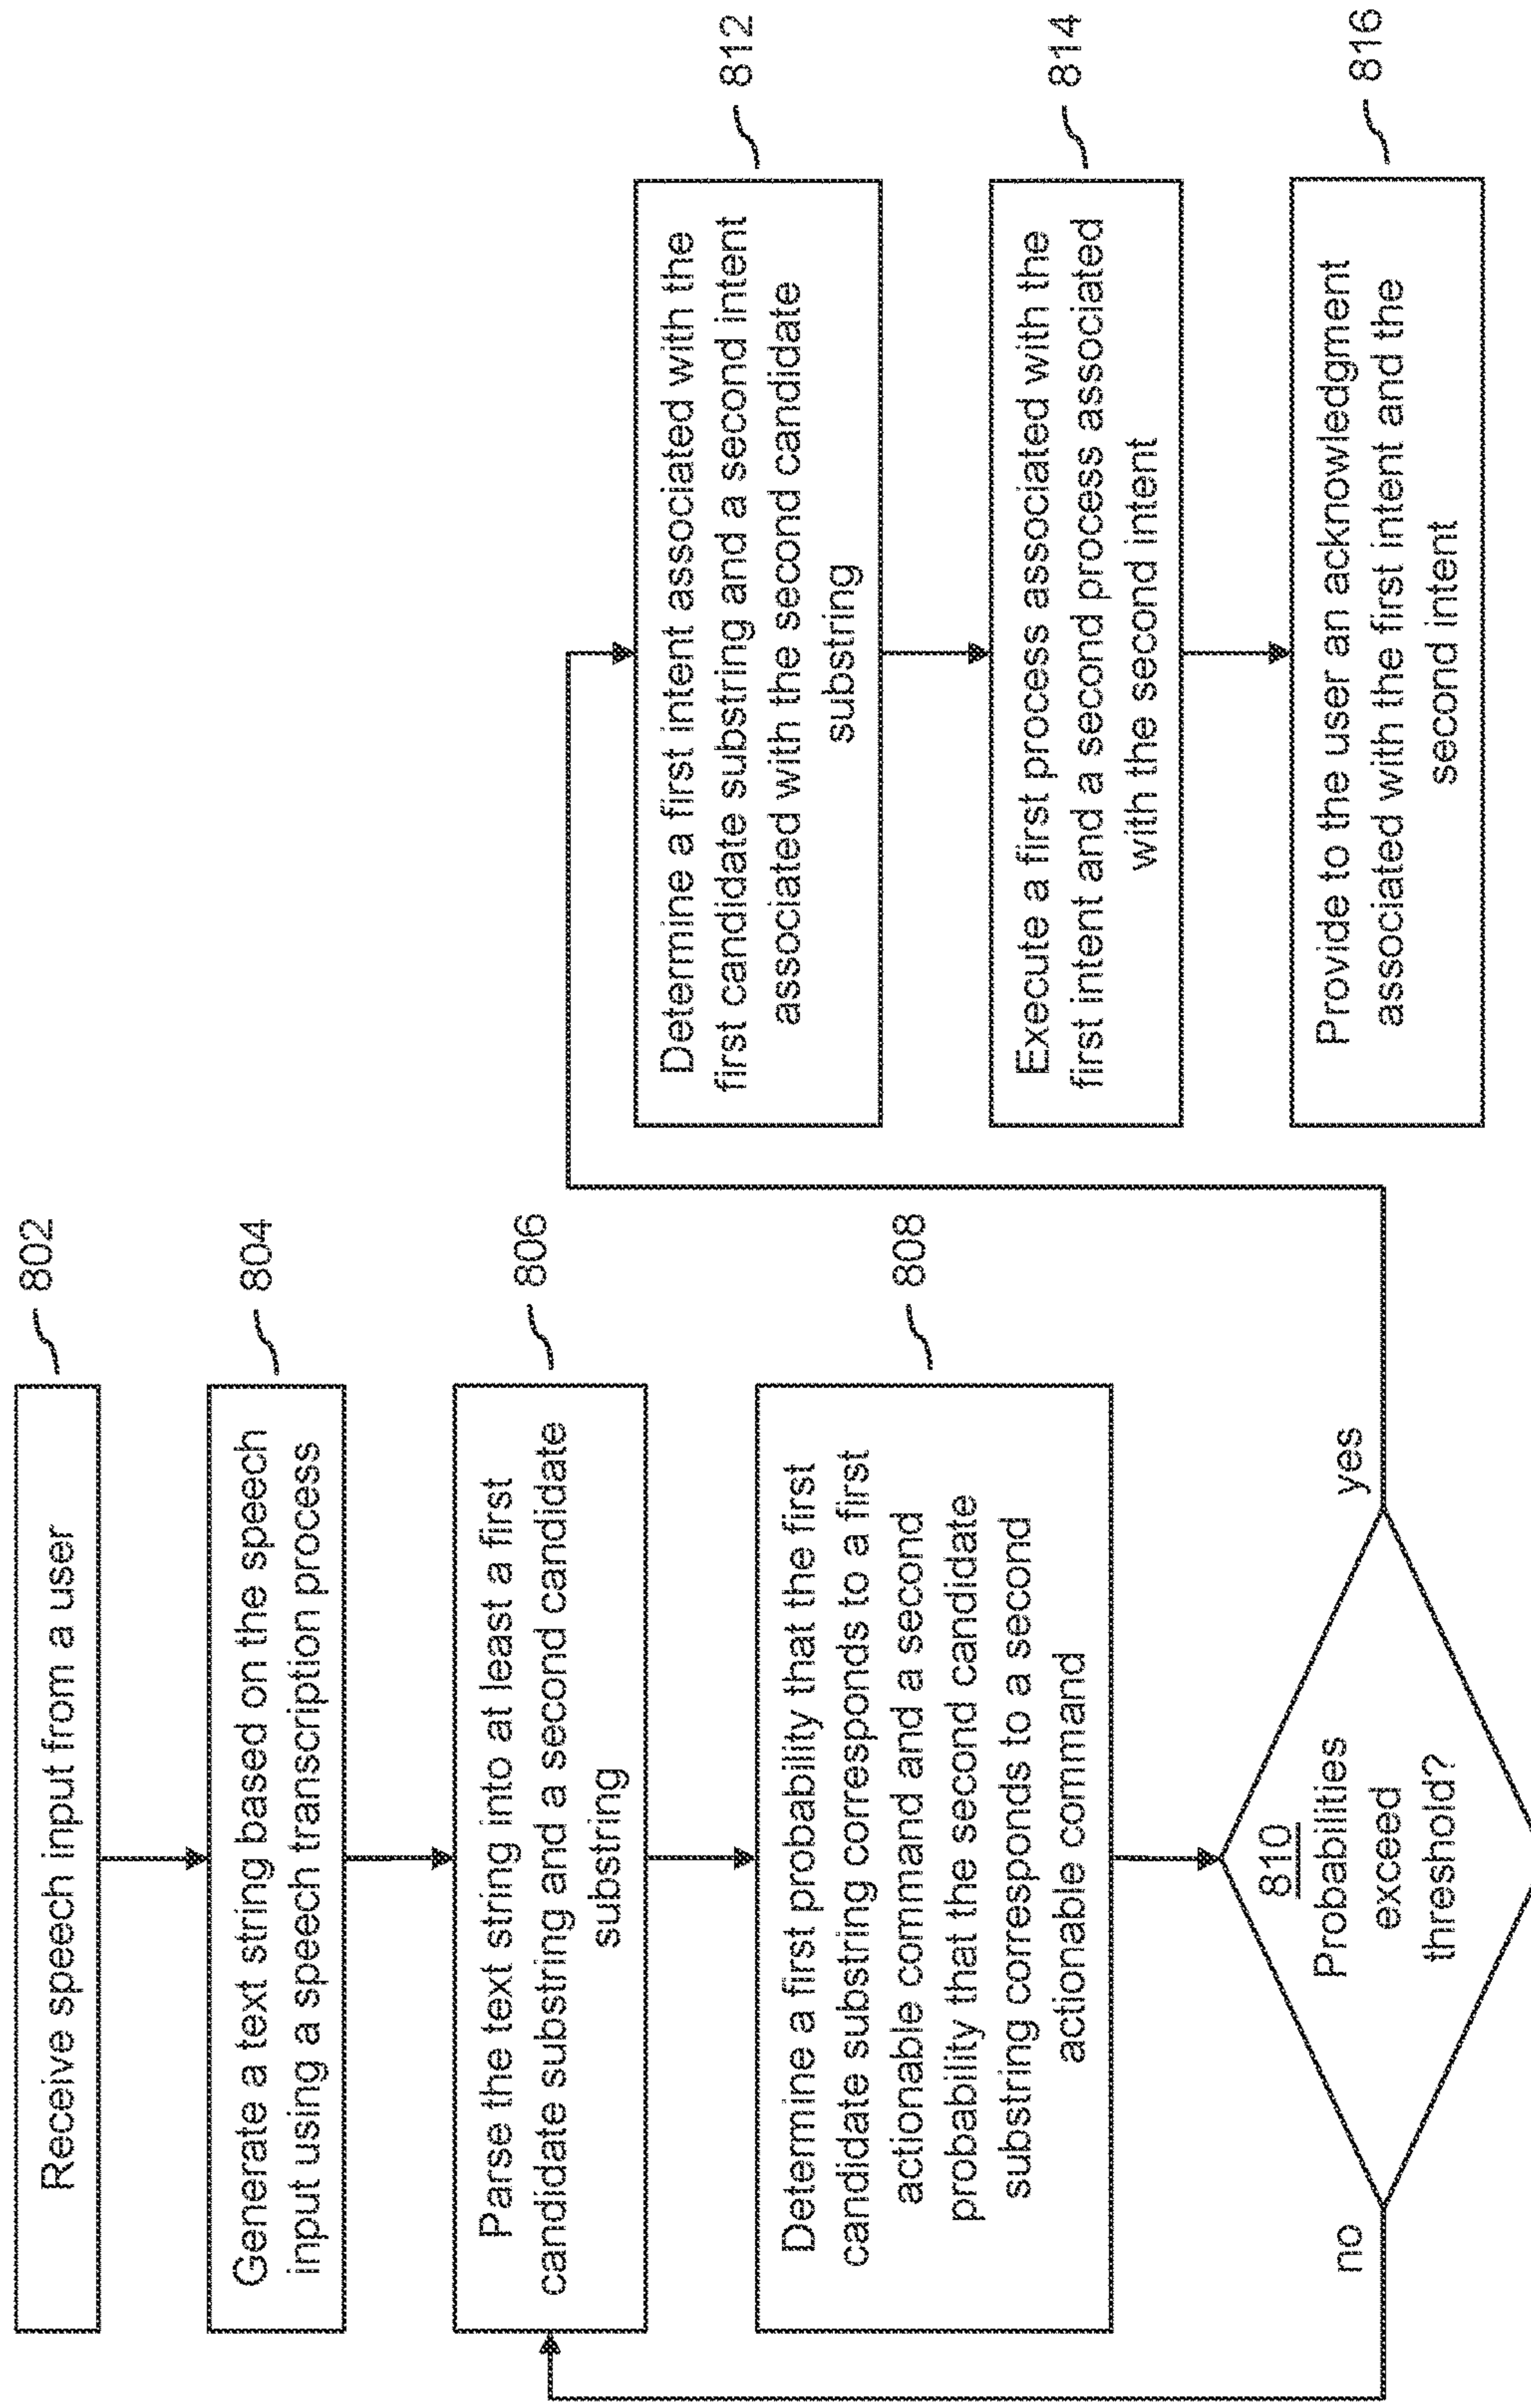 Receive speech input from a user
802
Generate a text string based on the speech
input using a speech transcription process
804
Parse the text string into at least a first
candidate substring and a second candidate
substring
806
Determine a first probability that the first
candidate substring corresponds to a first
actionable command and a second
probability that the second candidate
substring corresponds to a second
actionable command
808
810
Probabilities
exceed
threshold?
no
yes
Determine a first intent associated with the
first candidate substring and a second intent
associated with the second candidate
substring
812
Execute a first process associated with the
first intent and a second process associated
with the second intent
814
Provide to the user an acknowledgment
associated with the first intent and the
second intent
816